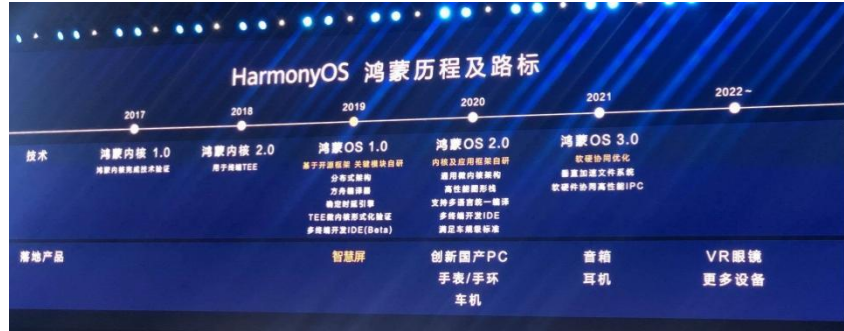 HarmonyOS 鸿蒙历程及路标
2017 2018 2019 2020 2021 2022~
技术
鸿蒙内核 1.0
鸿蒙内核完成技术验证
鸿蒙内核 2.0
用于终端TEE
鸿蒙OS 1.0
基于开源框架 关键模块自研
分布式架构
方舟编译器
确定时延引擎
TEE微内核形式化验证
多终端开发IDE(Beta)
鸿蒙OS 2.0
内核及应用框架自研
通用微内核架构
高性能图形栈
支持多语言统一编译
多终端开发IDE
满足车规级标准
鸿蒙OS 3.0
软硬协同优化
垂直加速文件系统
软硬件协同高性能IPC
落地产品
智慧屏
创新国产PC
手表/手环
车机
音箱
耳机
VR眼镜
更多设备